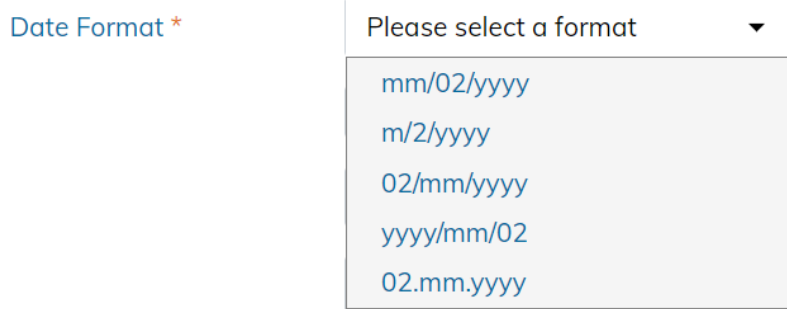 Date Format *
Please select a format
mm/02/yyyy
m/2/yyyy
02/mm/yyyy
yyyy/mm/02
02.mm.yyyy